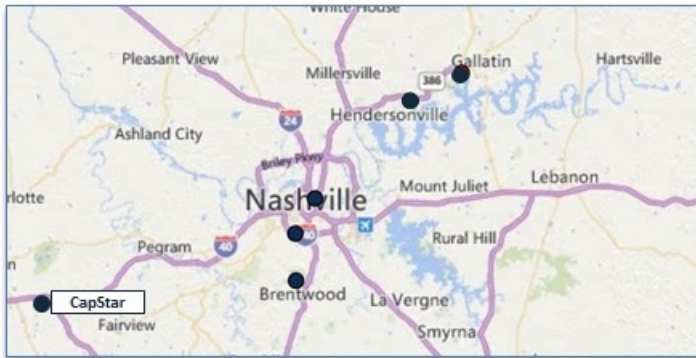 White House
Pleasant View
Gallatin
Hartsville
Millersville
386
Hendersonville
24
Ashland City
Briley Pkwy
Lebanon
Mount Juliet
rlotte
Nashville
40
Pegram
40
Rural Hill
n
CapStar
Brentwood
La Vergne
Fairview
Smyrna